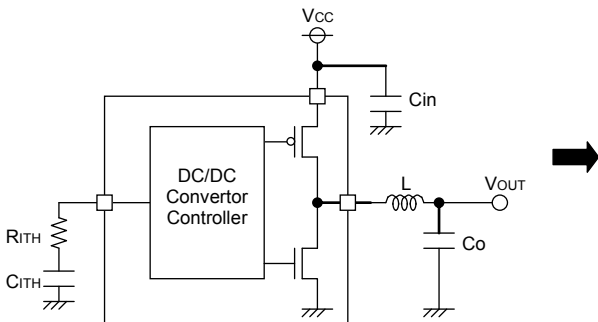 VCC
Cin
DC/DC
Convertor
Controller
L
VOUT
RITH
Co
CITH